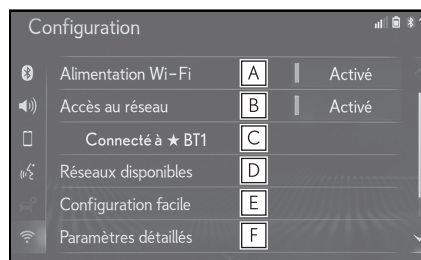 Configuration
Alimentation Wi-Fi A Activé
Accès au réseau B Activé
Connecté à ★ BT1 C
Réseaux disponibles D
Configuration facile E
Paramètres détaillés F